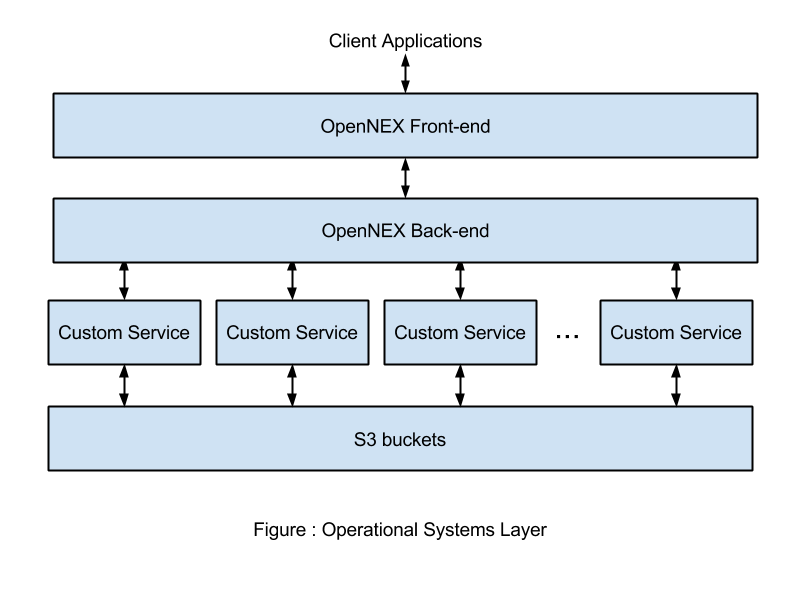 Client Applications
OpenNEX Front-end
OpenNEX Back-end
Custom Service
Custom Service
Custom Service
...
Custom Service
S3 buckets
Figure : Operational Systems Layer